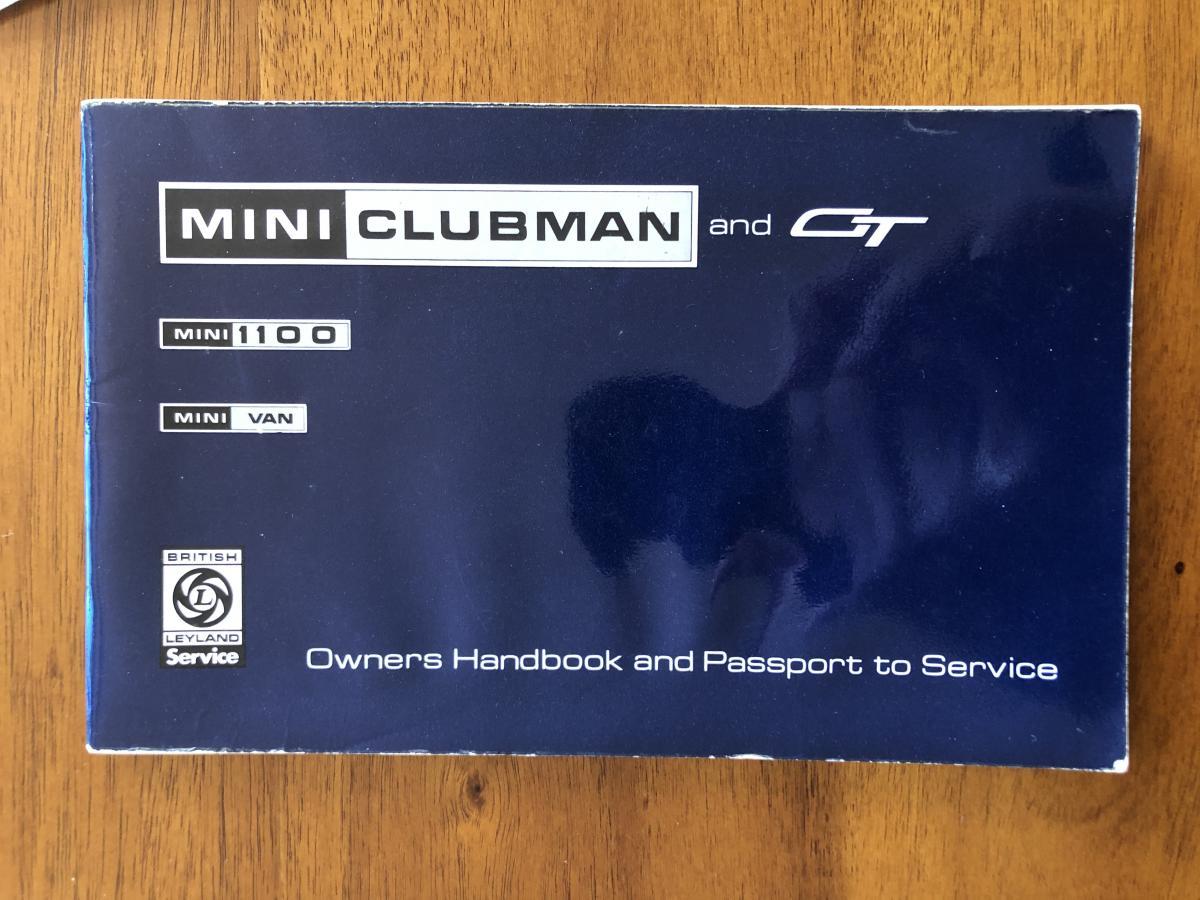 MINI CLUBMAN and GT
MINI 1100
MINI VAN
BRITISH
L
LEYLAND
Service
Owners Handbook and Passport to Service